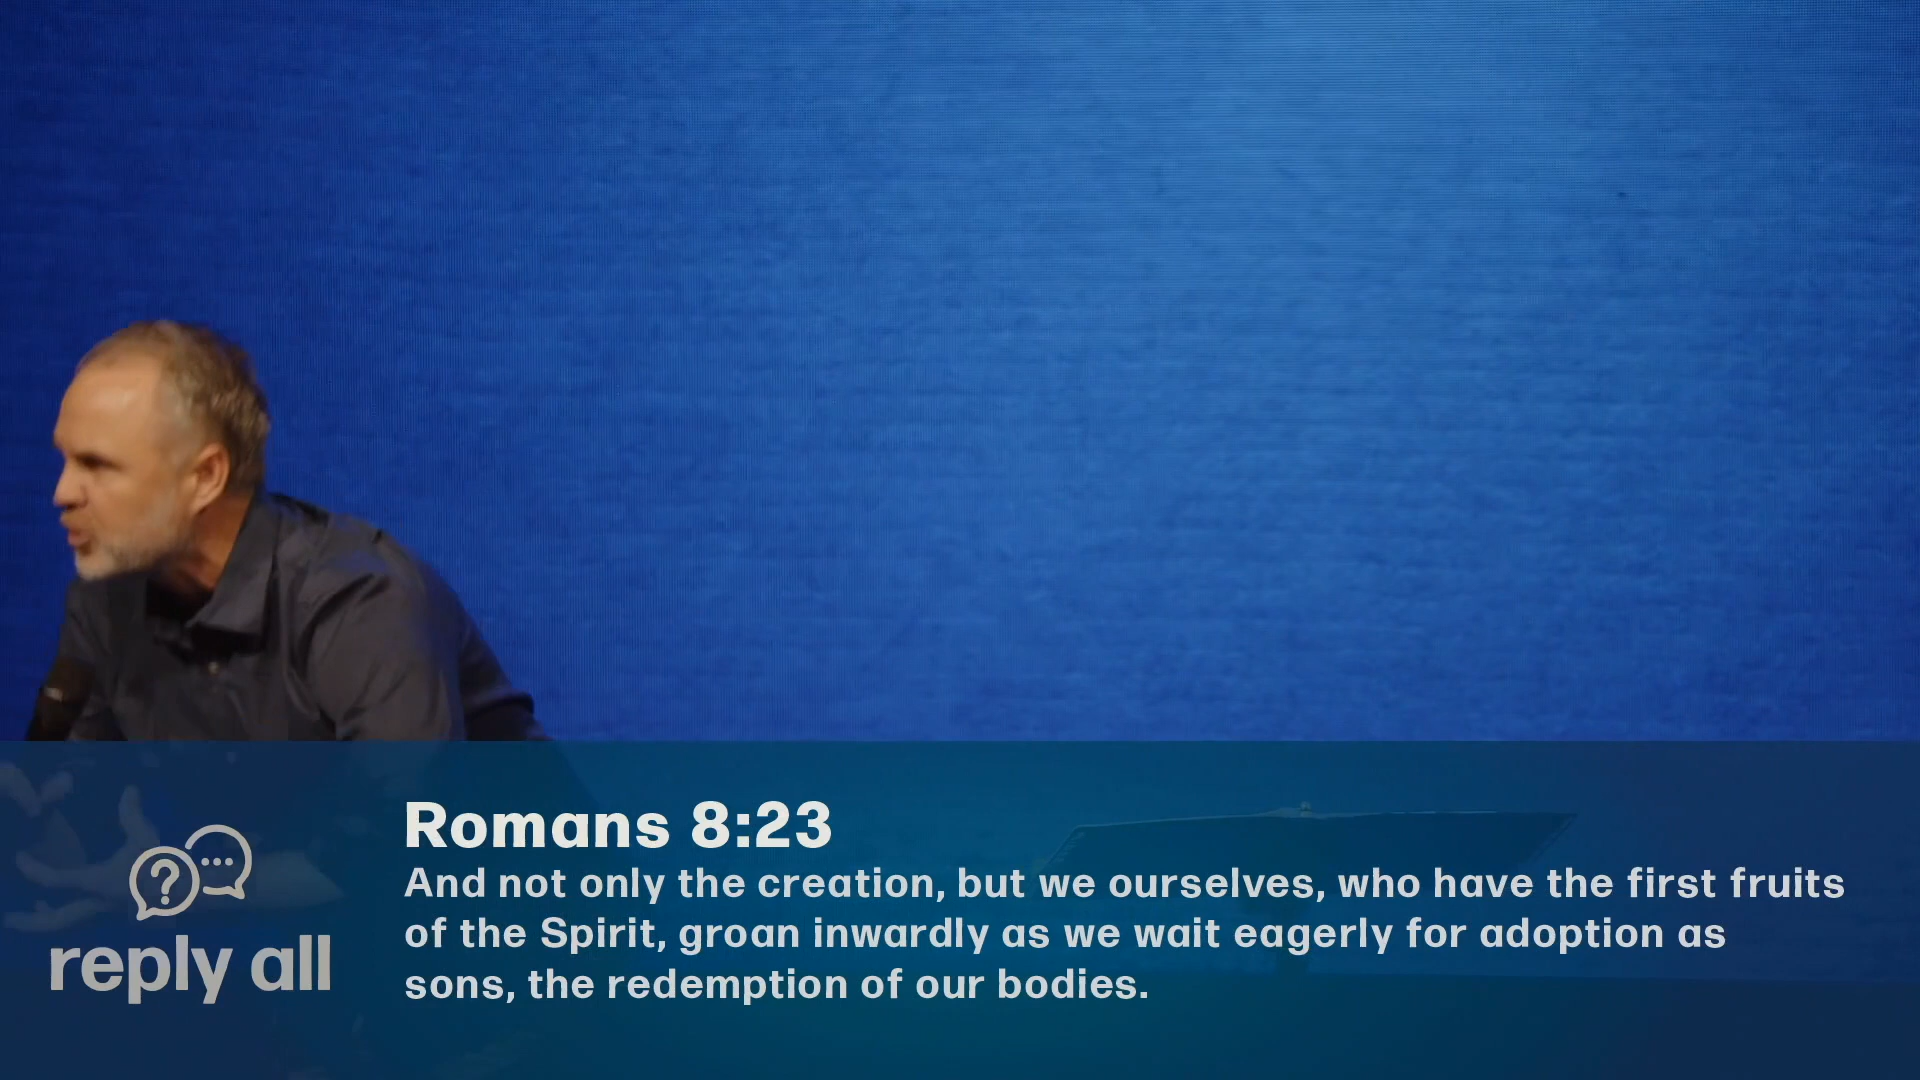 Romans 8:23
And not only the creation, but we ourselves, who have the first fruits
of the Spirit, groan inwardly as we wait eagerly for adoption as
sons, the redemption of our bodies.
?
reply all